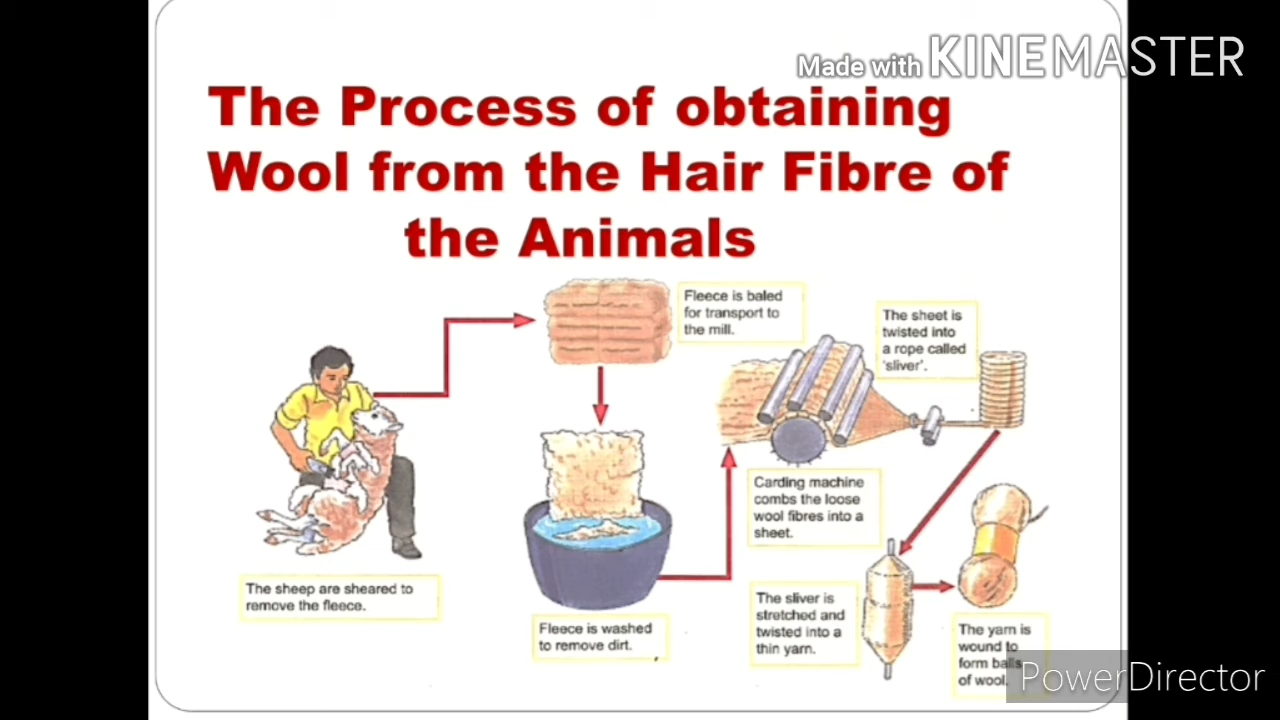 Made with KINEMASTER
The Process of obtaining
Wool from the Hair Fibre of
the Animals
Fleece is baled
for transport to
the mill.
The sheet is
twisted into
a rope called
'sliver'.
Carding machine
combs the loose
wool fibres into a
sheet.
The sheep are sheared to
remove the fleece.
Fleece is washed
to remove dirt.
The sliver is
stretched and
twisted into a
thin yarn.
The yarn is
wound to
form balls
of wool.
PowerDirector